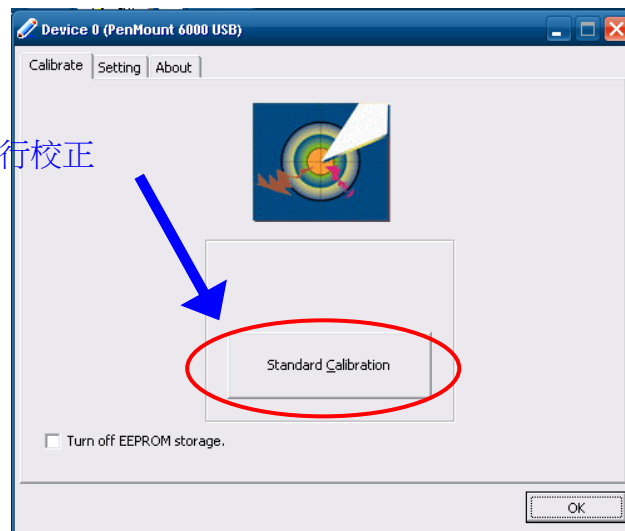 Device 0 (PenMount 6000 USB)
Calibrate Setting About
行校正
Standard Calibration
Turn off EEPROM storage.
OK